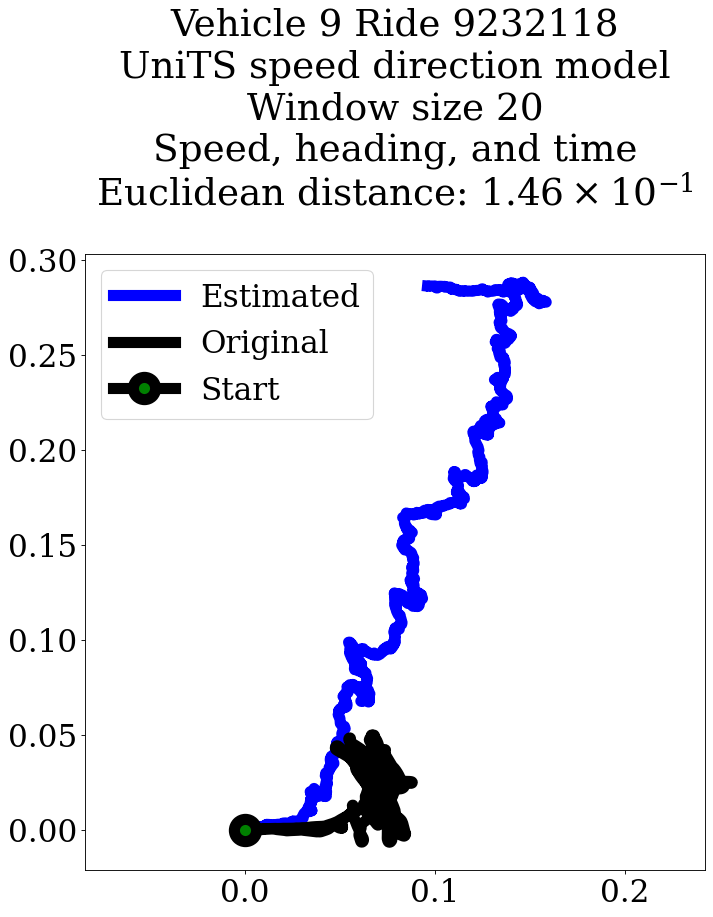 Vehicle 9 Ride 9232118
UniTS speed direction model
Window size 20
Speed, heading, and time
Euclidean distance: $1.46 \times 10^{-1}$
0.30
Estimated
Original
Start
0.25
0.20
0.15
0.10
0.05
0.00
0.0
0.1
0.2